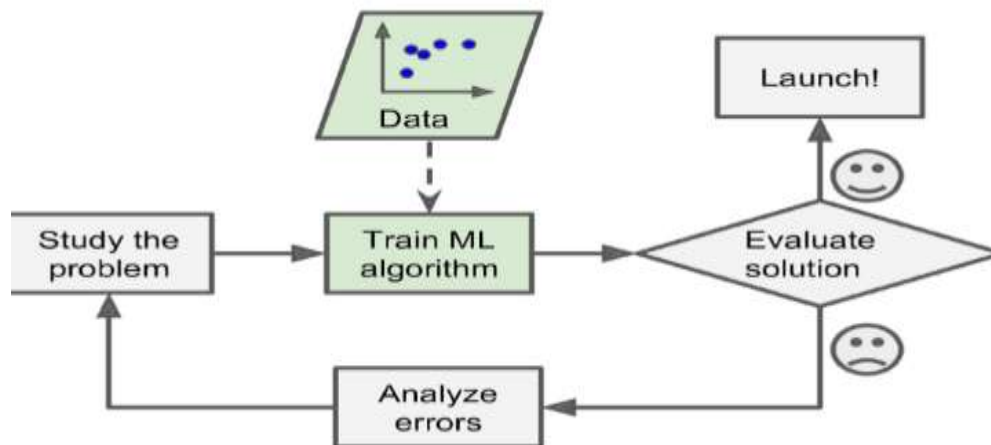 Data
Launch!
Study the
problem
Train ML
algorithm
Evaluate
solution
Analyze
errors